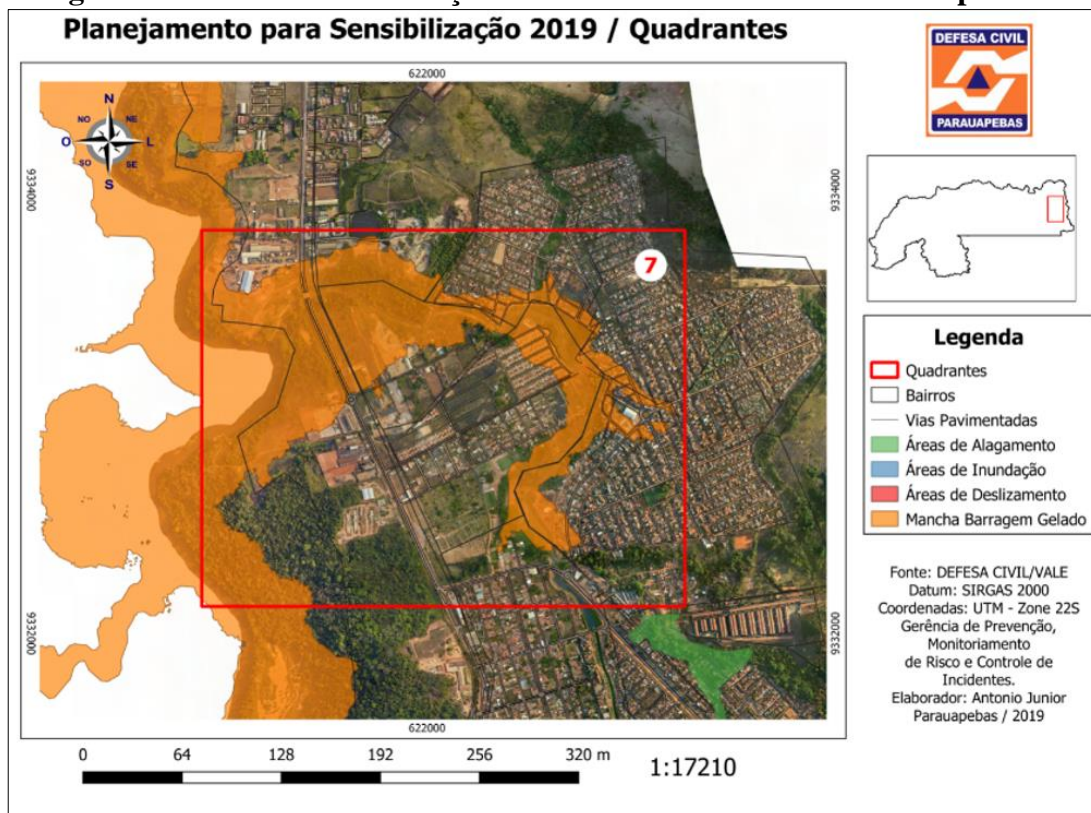 Planejamento para Sensibilização 2019 / Quadrantes
DEFESA CIVIL
PARAUAPEBAS
622000
N
NO
NE
O
L
SO
SE
S
9334000
9334000
7
Legenda
Quadrantes
Bairros
Vias Pavimentadas
Áreas de Alagamento
Áreas de Inundação
Áreas de Deslizamento
Mancha Barragem Gelado
9332000
9332000
Fonte: DEFESA CIVIL/VALE
Datum: SIRGAS 2000
Coordenadas: UTM - Zone 22S
Gerência de Prevenção,
Monitoriamento
de Risco e Controle de
Incidentes.
Elaborador: Antonio Junior
Parauapebas / 2019
622000
0 64 128 192 256 320 m
1:17210